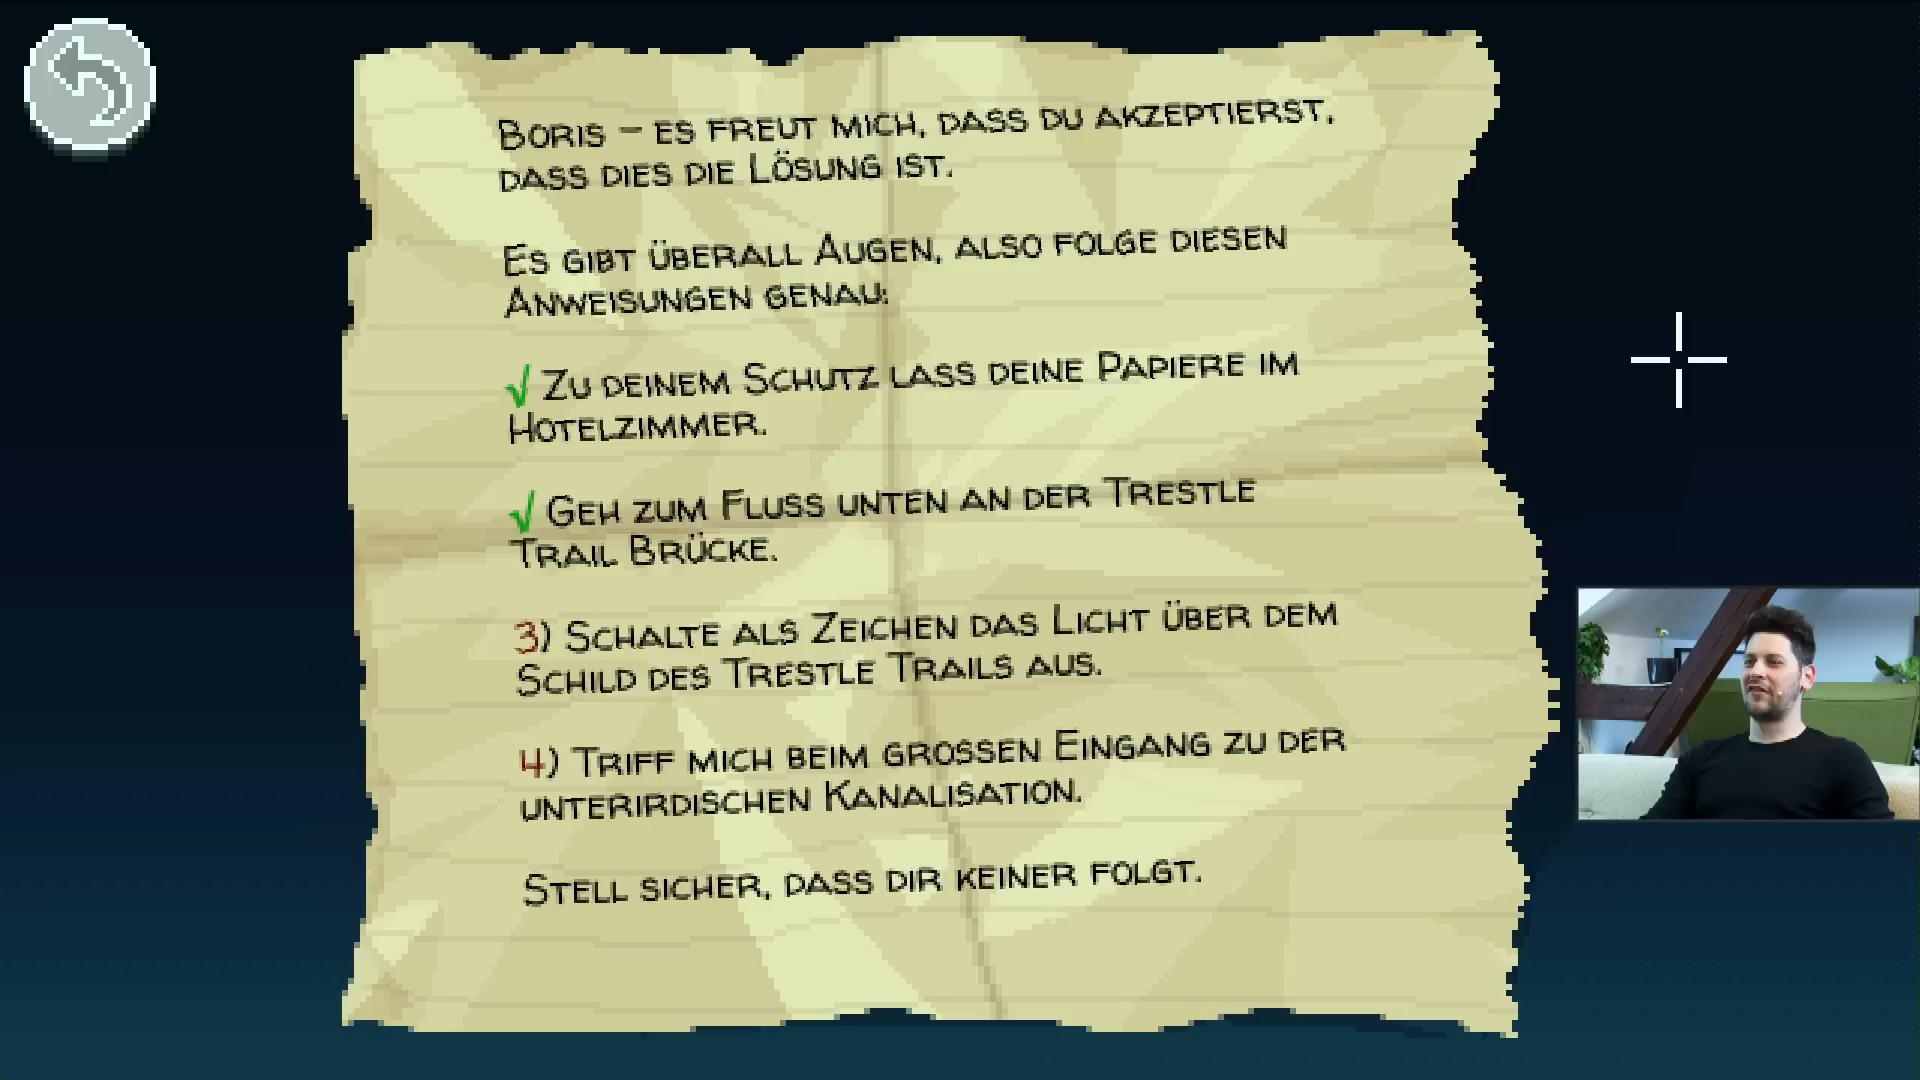 Boris – es freut mich, dass du akzeptierst,
dass dies die Lösung ist.
Es gibt überall Augen, also folge diesen
Anweisungen genau:
√ Zu deinem Schutz lass deine Papiere im
Hotelzimmer.
√ Geh zum Fluss unten an der Trestle
Trail Brücke.
3) Schalte als Zeichen das Licht über dem
Schild des Trestle Trails aus.
4) Triff mich beim grossen Eingang zu der
unterirdischen Kanalisation.
Stell sicher, dass dir keiner folgt.